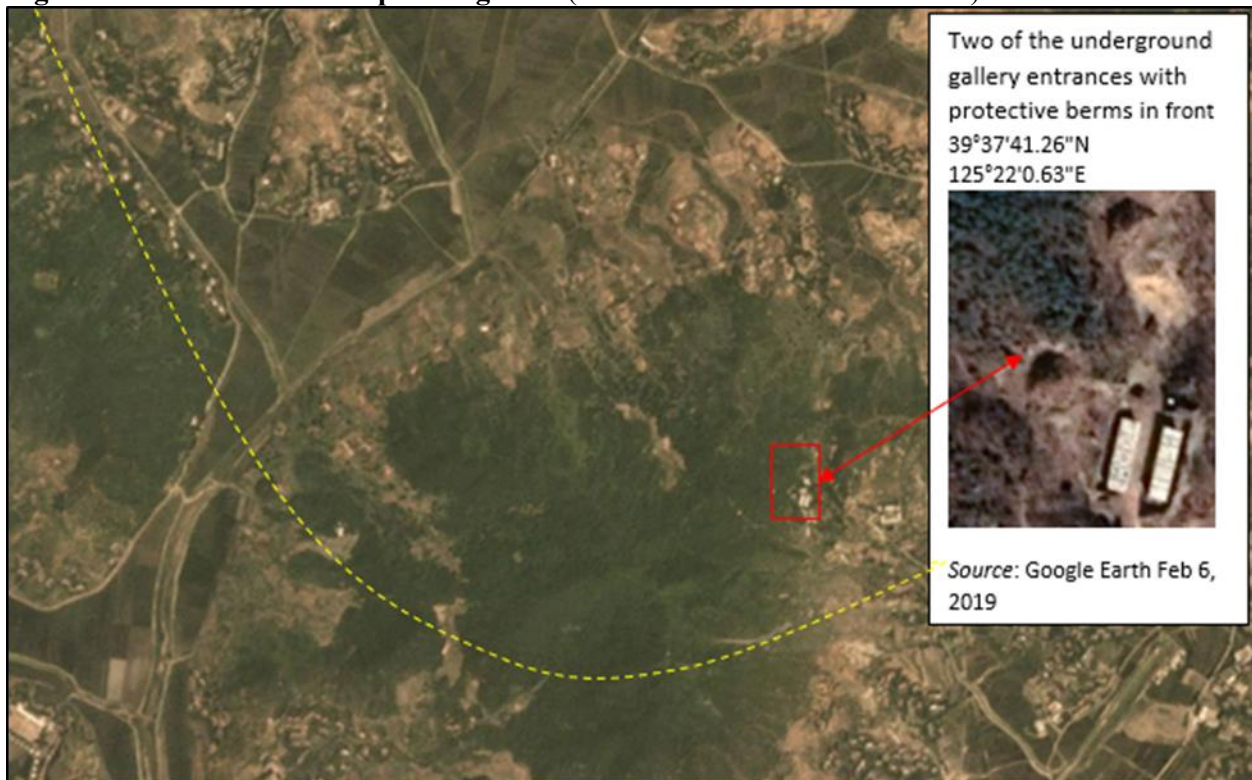 Two of the underground
gallery entrances with
protective berms in front
39°37'41.26"N
125°22'0.63"E
Source: Google Earth Feb 6,
2019